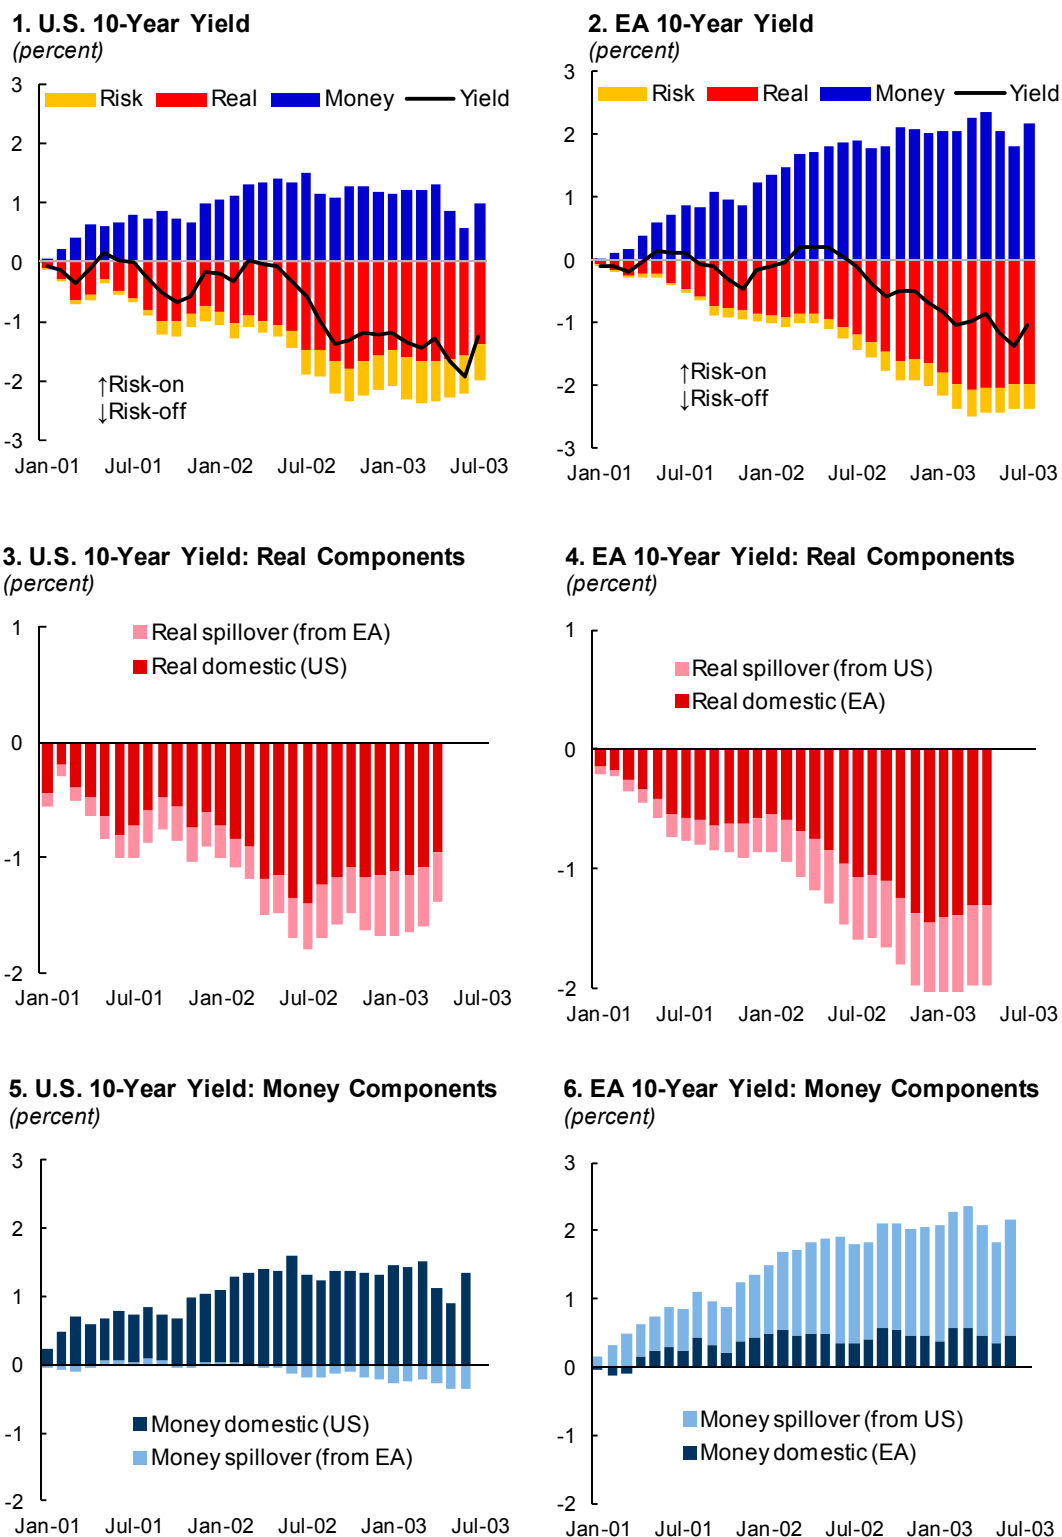 1. U.S. 10-Year Yield
(percent)
Risk Real Money Yield
3
2
1
0
-1
-2
-3
↑Risk-on
↓Risk-off
Jan-01 Jul-01 Jan-02 Jul-02 Jan-03 Jul-03
2. EA 10-Year Yield
(percent)
Risk Real Money Yield
3
2
1
0
-1
-2
-3
↑Risk-on
↓Risk-off
Jan-01 Jul-01 Jan-02 Jul-02 Jan-03 Jul-03
3. U.S. 10-Year Yield: Real Components
(percent)
1
0
-1
-2
Real spillover (from EA)
Real domestic (US)
Jan-01 Jul-01 Jan-02 Jul-02 Jan-03 Jul-03
4. EA 10-Year Yield: Real Components
(percent)
1
0
-1
-2
Real spillover (from US)
Real domestic (EA)
Jan-01 Jul-01 Jan-02 Jul-02 Jan-03 Jul-03
5. U.S. 10-Year Yield: Money Components
(percent)
3
2
1
0
-1
-2
Money domestic (US)
Money spillover (from EA)
Jan-01 Jul-01 Jan-02 Jul-02 Jan-03 Jul-03
6. EA 10-Year Yield: Money Components
(percent)
3
2
1
0
-1
-2
Money spillover (from US)
Money domestic (EA)
Jan-01 Jul-01 Jan-02 Jul-02 Jan-03 Jul-03